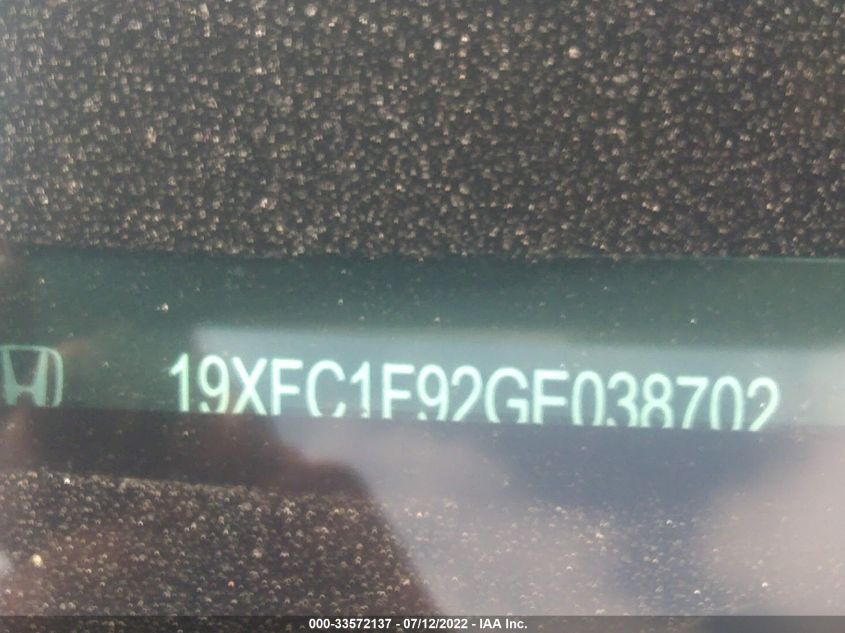 19XFC1F92GE038702
000-33572137 - 07/12/2022 - IAA Inc.